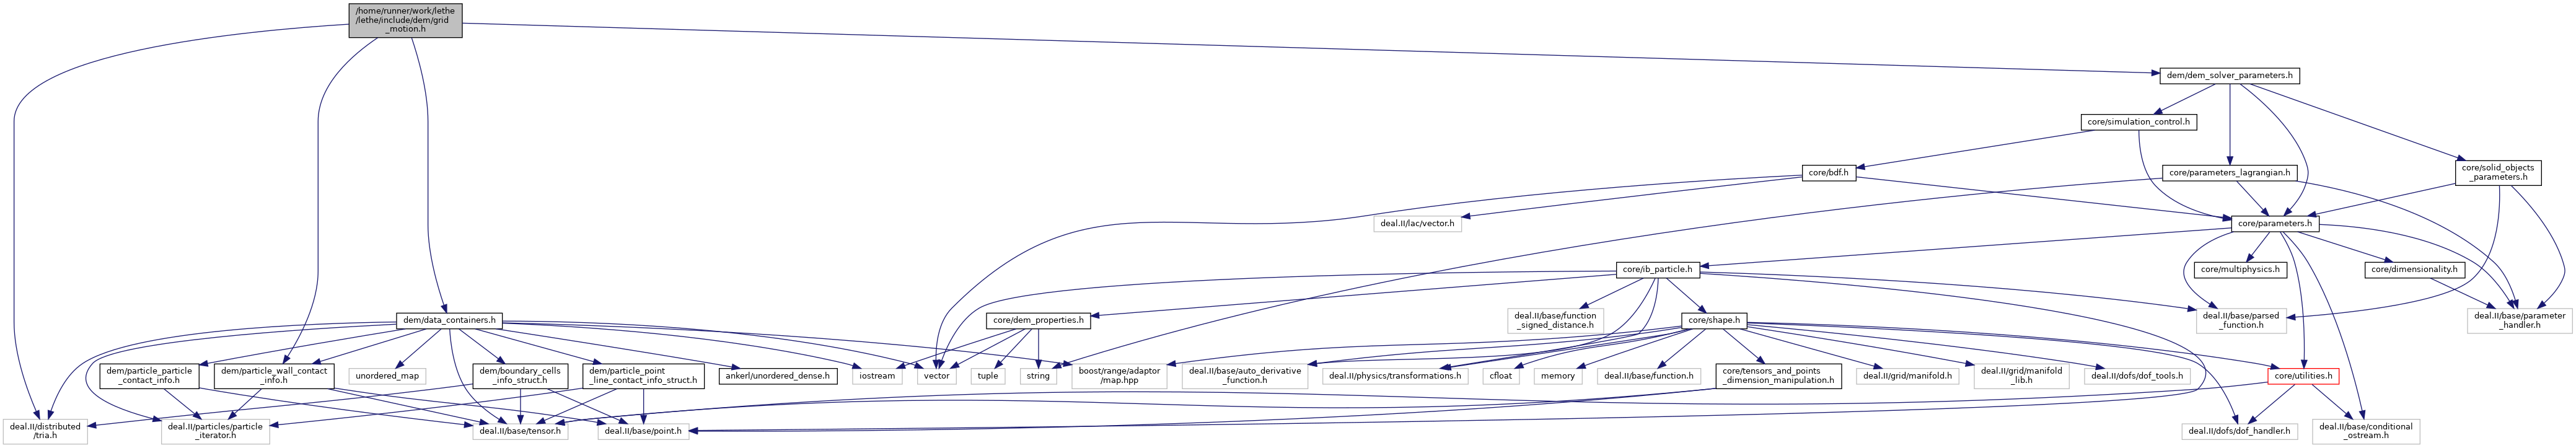 /home/runner/work/lethe
/lethe/include/dem/grid
_motion.h
dem/dem_solver_parameters.h
core/simulation_control.h
core/bdf.h
core/parameters_lagrangian.h
core/solid_objects
_parameters.h
deal.II/lac/vector.h
core/parameters.h
core/ib_particle.h
core/multiphysics.h
core/dimensionality.h
dem/data_containers.h
core/dem_properties.h
deal.II/base/function
_signed_distance.h
core/shape.h
deal.II/base/parsed
_function.h
deal.II/base/parameter
_handler.h
dem/particle_particle
_contact_info.h
dem/particle_wall_contact
_info.h
unordered_map
dem/boundary_cells
_info_struct.h
dem/particle_point
_line_contact_info_struct.h
ankerl/unordered_dense.h
iostream
vector
tuple
string
boost/range/adaptor
/map.hpp
deal.II/base/auto_derivative
_function.h
deal.II/physics/transformations.h
cfloat
memory
deal.II/base/function.h
core/tensors_and_points
_dimension_manipulation.h
deal.II/grid/manifold.h
deal.II/grid/manifold
_lib.h
deal.II/dofs/dof_tools.h
core/utilities.h
deal.II/distributed
/tria.h
deal.II/particles/particle
_iterator.h
deal.II/base/tensor.h
deal.II/base/point.h
deal.II/dofs/dof_handler.h
deal.II/base/conditional
_ostream.h